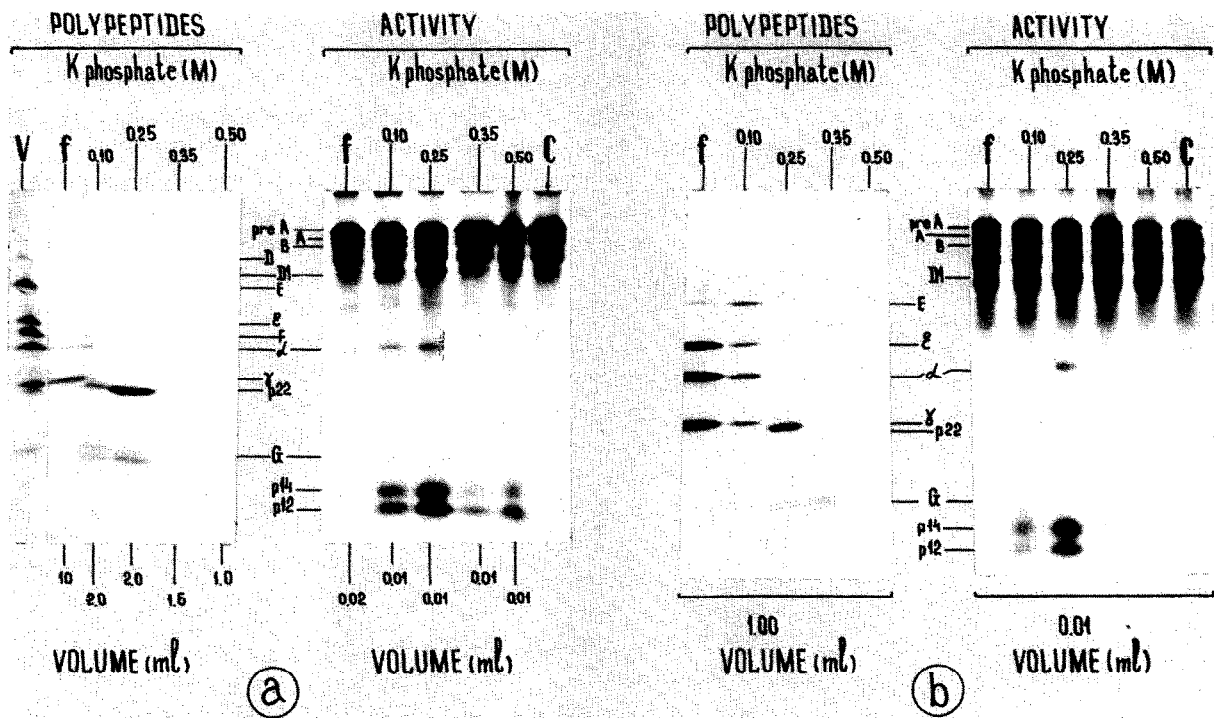 POLYPEPTIDES ACTIVITY POLYPEPTIDES ACTIVITY
K phosphate (M) K phosphate (M) K phosphate (M) K phosphate (M)
V f 0,10 0,25 0,35 0,50 f 0,10 0,25 0,35 0,50 C f 0,10 0,25 0,35 0,50 f 0,10 0,25 0,35 0,50 C
pre A
A
B
D
DI
E
ε
F
α
γ
p22
G
p14
p12
pre A
A
B
DI
E
ε
α
γ
p22
G
p14
p12
10 2.0 2.0 1.5 1.0 0.02 0.01 0.01 0.01 0.01 1.00 0.01
VOLUME (ml) VOLUME (ml) VOLUME (ml) VOLUME (ml)
a b